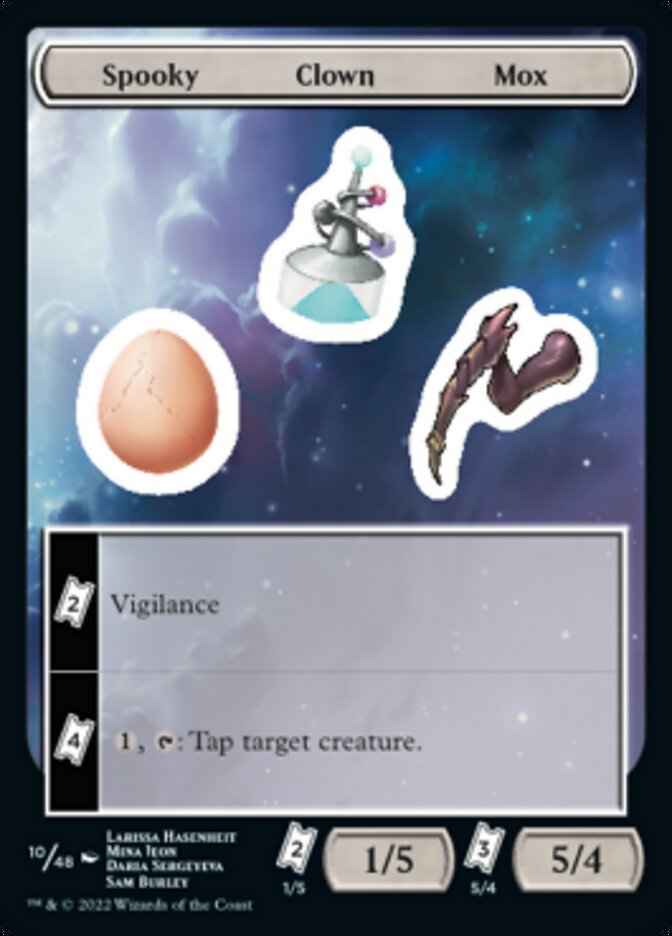 Spooky Clown Mox
2 Vigilance
4 1, : Tap target creature.
10/48 LARISSA HASENHEIT
MINA JEON
DARIA SERGEYEVA
SAM BURLEY
2 1/5 1/5 3 5/4 5/4
™ & © 2022 Wizards of the Coast